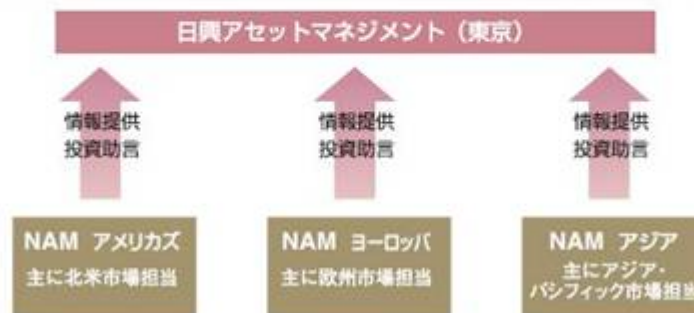 日興アセットマネジメント（東京）
情報提供
投資助言
情報提供
投資助言
情報提供
投資助言
NAM アメリカズ
主に北米市場担当
NAM ヨーロッパ
主に欧州市場担当
NAM アジア
主にアジア・
パシフィック市場担当